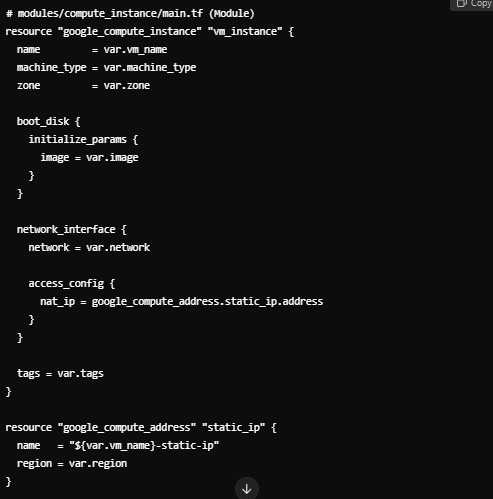 Copy
# modules/compute_instance/main.tf (Module)
resource "google_compute_instance" "vm_instance" {
  name         = var.vm_name
  machine_type = var.machine_type
  zone         = var.zone

  boot_disk {
    initialize_params {
      image = var.image
    }
  }

  network_interface {
    network = var.network

    access_config {
      nat_ip = google_compute_address.static_ip.address
    }
  }

  tags = var.tags
}

resource "google_compute_address" "static_ip" {
  name   = "${var.vm_name}-static-ip"
  region = var.region
}